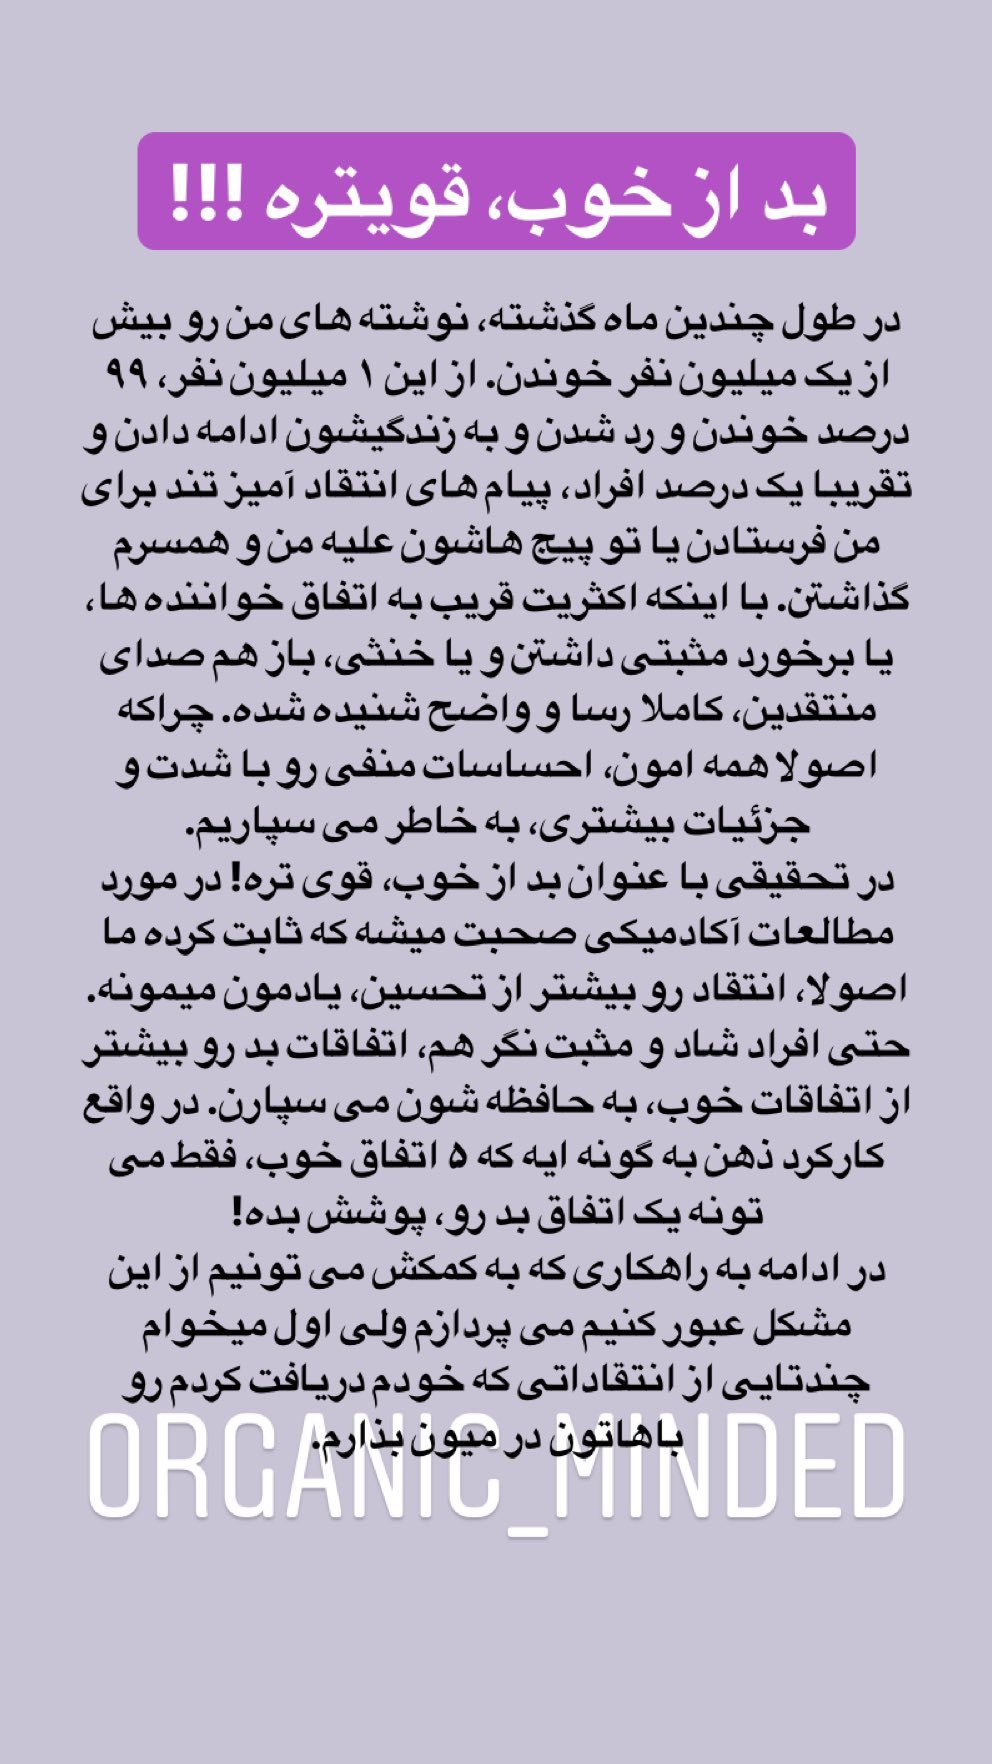 بد از خوب، قویتره !!!
در طول چندین ماه گذشته، نوشته های من رو بیش
از یک میلیون نفر خوندن. از این ۱ میلیون نفر، ۹۹
درصد خوندن و رد شدن و به زندگیشون ادامه دادن و
تقریبا یک درصد افراد، پیام های انتقاد آمیز تند برای
من فرستادن یا تو پیج هاشون علیه من و همسرم
گذاشتن. با اینکه اکثریت قریب به اتفاق خواننده ها،
یا برخورد مثبتی داشتن و یا خنثی، باز هم صدای
منتقدین، کاملا رسا و واضح شنیده شده. چراکه
اصولا همه امون، احساسات منفی رو با شدت و
جزئیات بیشتری، به خاطر می سپاریم.
در تحقیقی با عنوان بد از خوب، قوی تره! در مورد
مطالعات آکادمیکی صحبت میشه که ثابت کرده ما
اصولا، انتقاد رو بیشتر از تحسین، یادمون میمونه.
حتی افراد شاد و مثبت نگر هم، اتفاقات بد رو بیشتر
از اتفاقات خوب، به حافظه شون می سپارن. در واقع
کارکرد ذهن به گونه ایه که ۵ اتفاق خوب، فقط می
تونه یک اتفاق بد رو، پوشش بده!
در ادامه به راهکاری که به کمکش می تونیم از این
مشکل عبور کنیم می پردازم ولی اول میخوام
چندتایی از انتقاداتی که خودم دریافت کردم رو
باهاتون در میون بذارم.
ORGANIC_MINDED